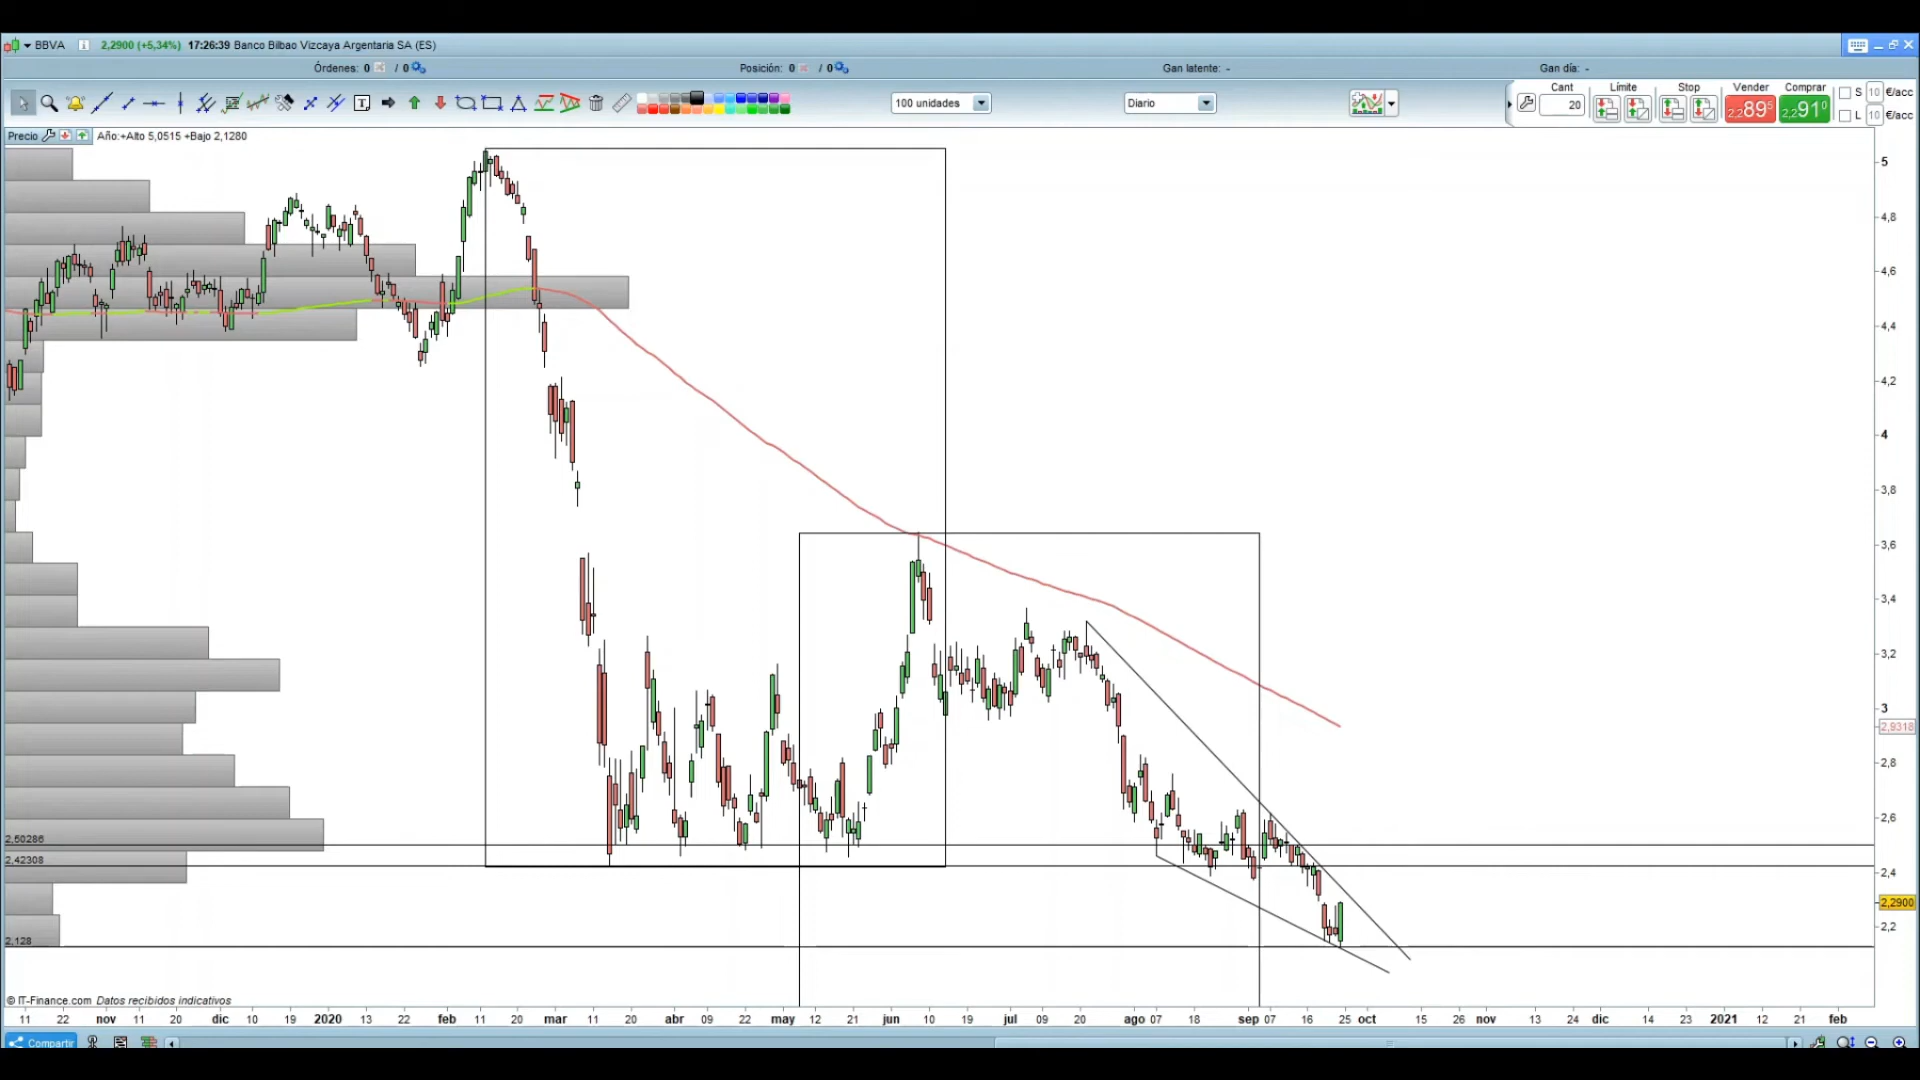 BBVA 2,2900 (+5,34%) 17:26:39 Banco Bilbao Vizcaya Argentaria SA (ES)
Órdenes: 0 / 0 Posición: 0 / 0 Gan latente: - Gan día: -
Cant Límite Stop Vender Comprar S 10 €/acc
100 unidades Diario 20 2,289⁵ 2,291⁰ L 10 €/acc
Precio Año:+Alto 5,0515 +Bajo 2,1280
5
4,8
4,6
4,4
4,2
4
3,8
3,6
3,4
3,2
3
2,9318
2,8
2,6
2,50286
2,42308
2,4
2,2900
2,2
2,128
© IT-Finance.com Datos recibidos indicativos
11 22 nov 11 20 dic 10 19 2020 13 22 feb 11 20 mar 11 20 abr 09 22 may 12 21 jun 10 19 jul 09 20 ago 07 18 sep 07 16 25 oct 15 26 nov 13 24 dic 14 23 2021 12 21 feb
Compartir